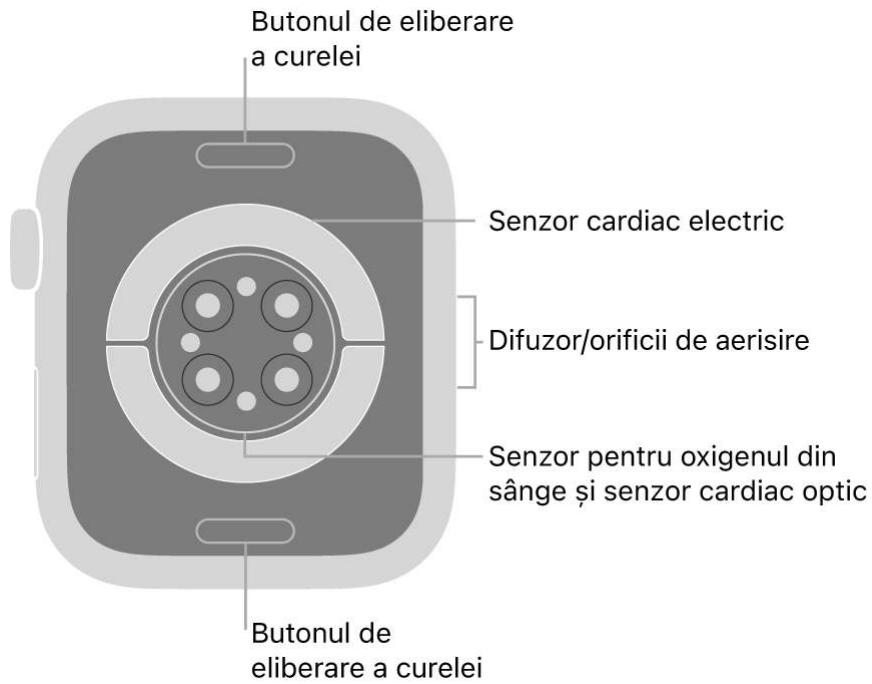 Butonul de eliberare
a curelei
Senzor cardiac electric
Difuzor/orificii de aerisire
Senzor pentru oxigenul din
sânge și senzor cardiac optic
Butonul de
eliberare a curelei